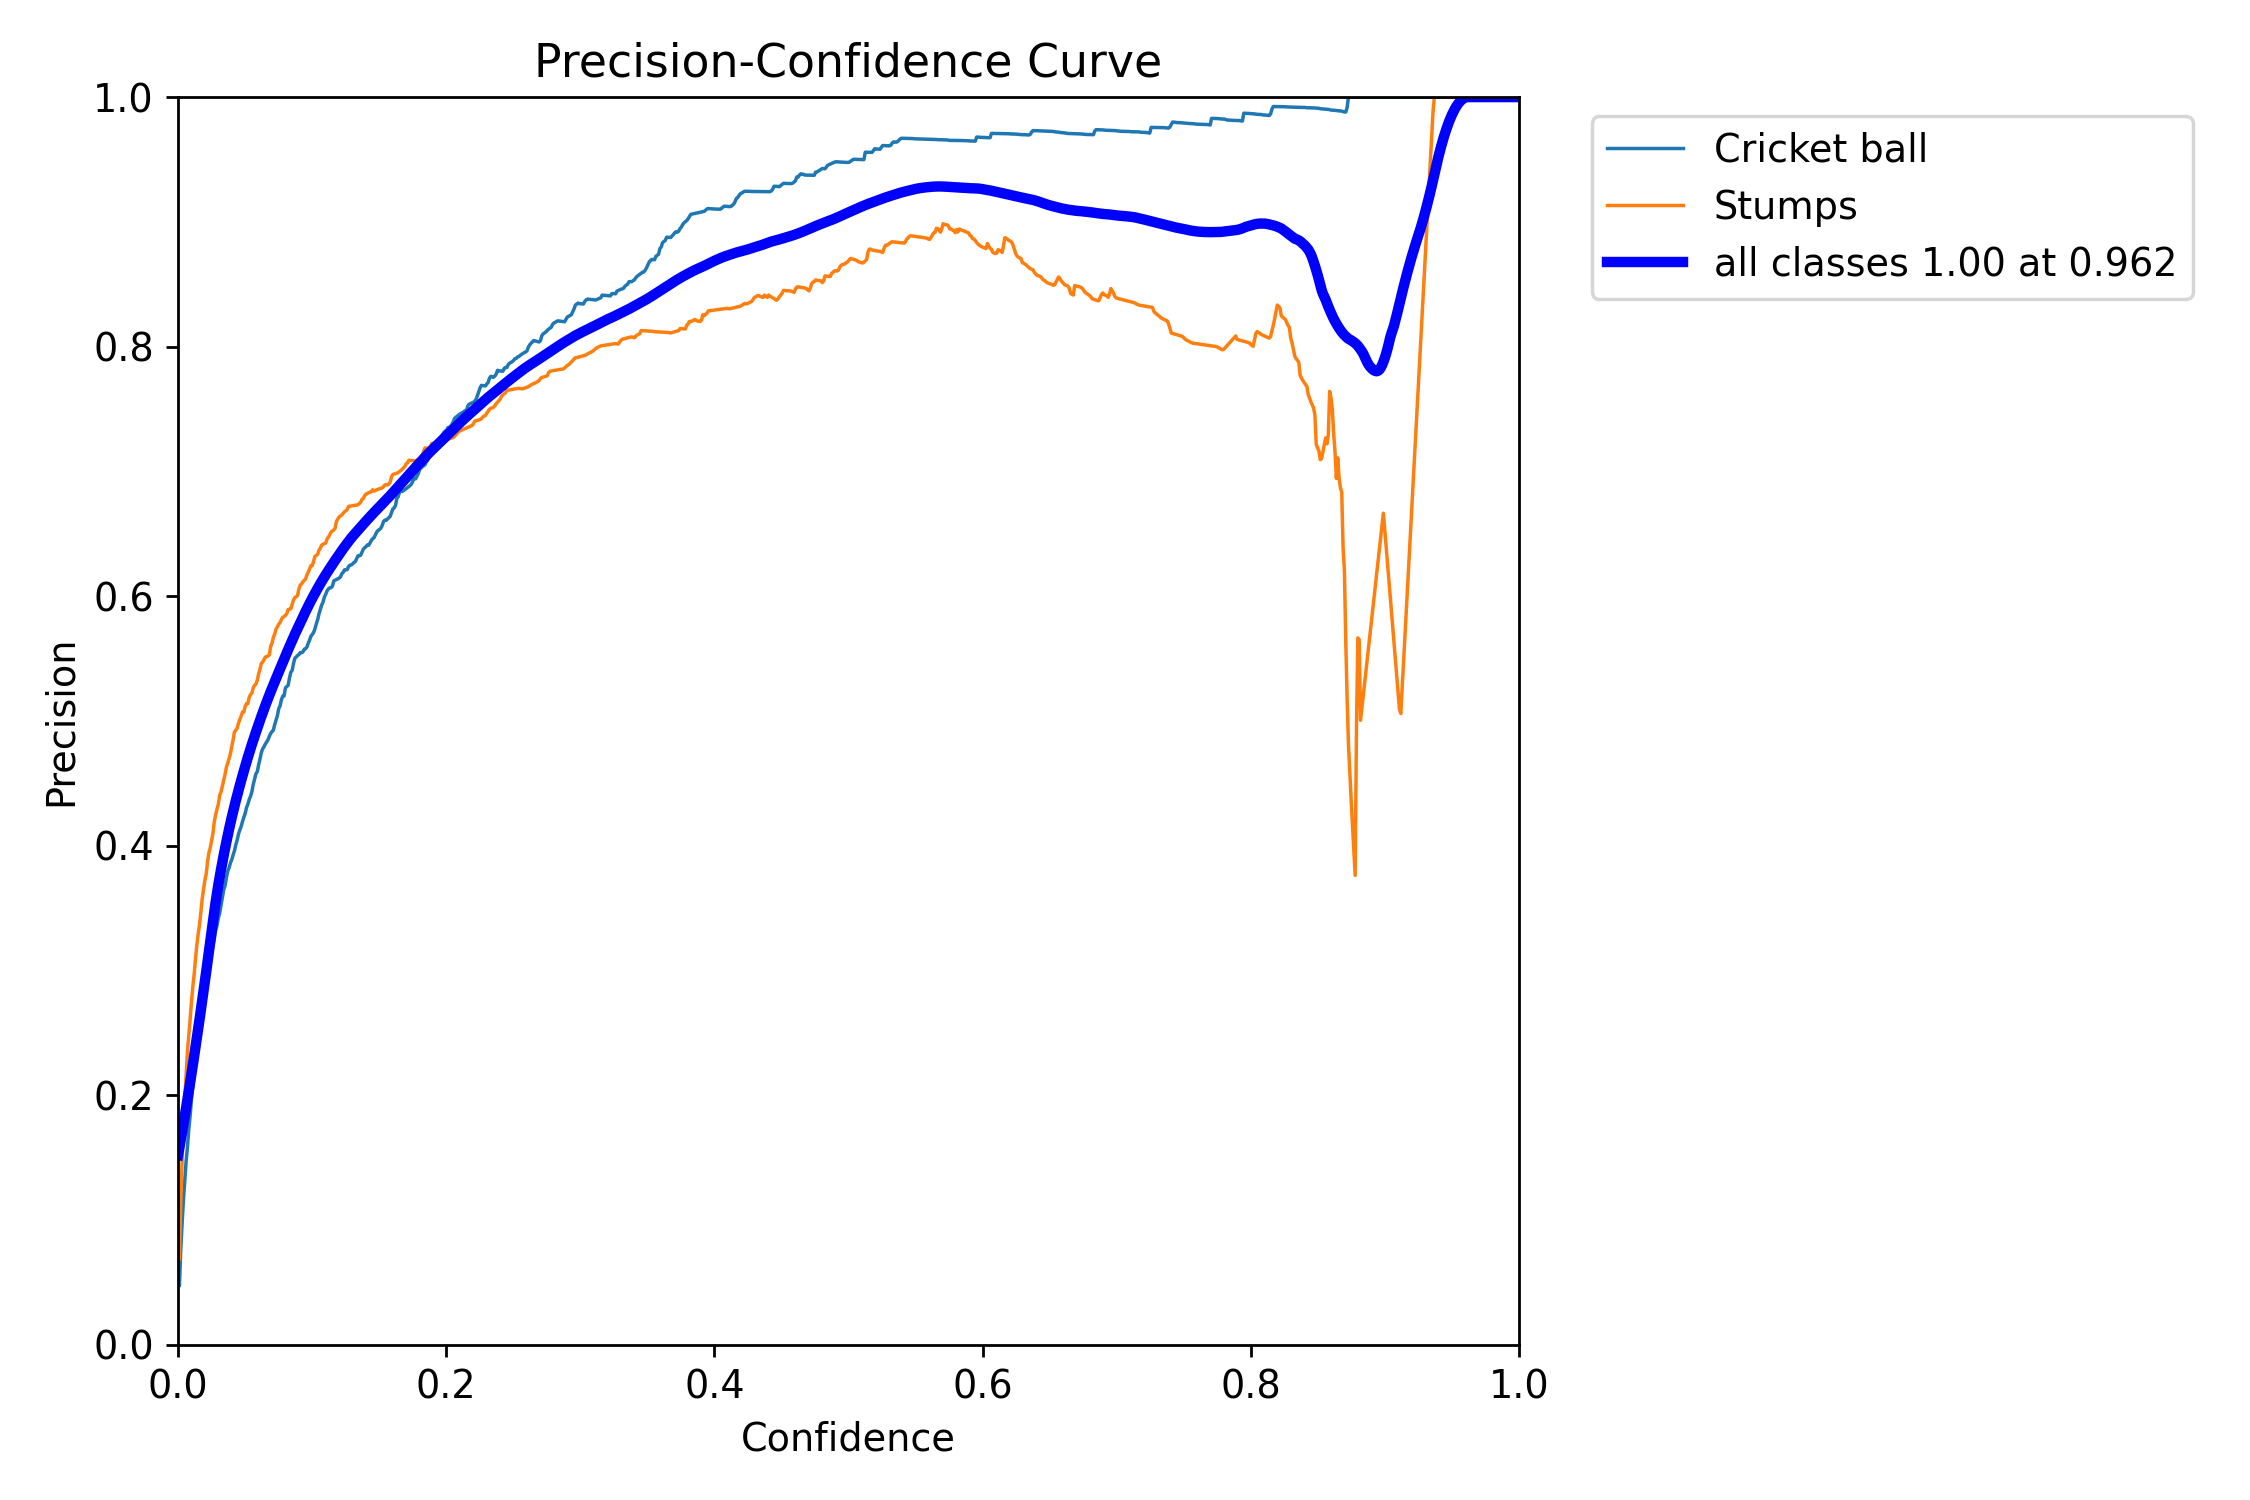 Precision-Confidence Curve
1.0
0.8
0.6
0.4
0.2
0.0
Precision
0.0 0.2 0.4 0.6 0.8 1.0
Confidence
Cricket ball
Stumps
all classes 1.00 at 0.962